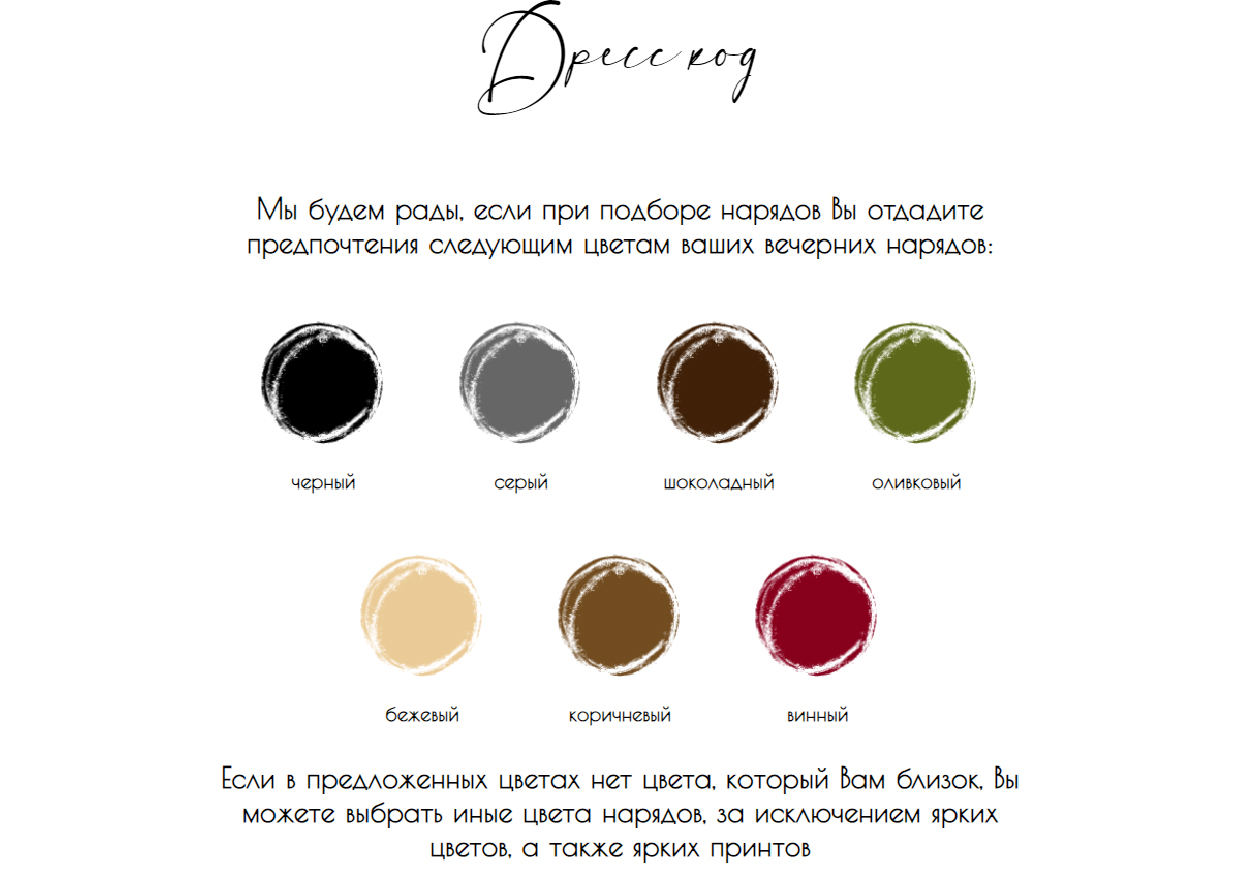 Дресс код
Мы будем рады, если при подборе нарядов Вы отдадите
предпочтения следующим цветам ваших вечерних нарядов:
черный серый шоколадный оливковый
бежевый коричневый винный
Если в предложенных цветах нет цвета, который Вам близок, Вы
можете выбрать иные цвета нарядов, за исключением ярких
цветов, а также ярких принтов